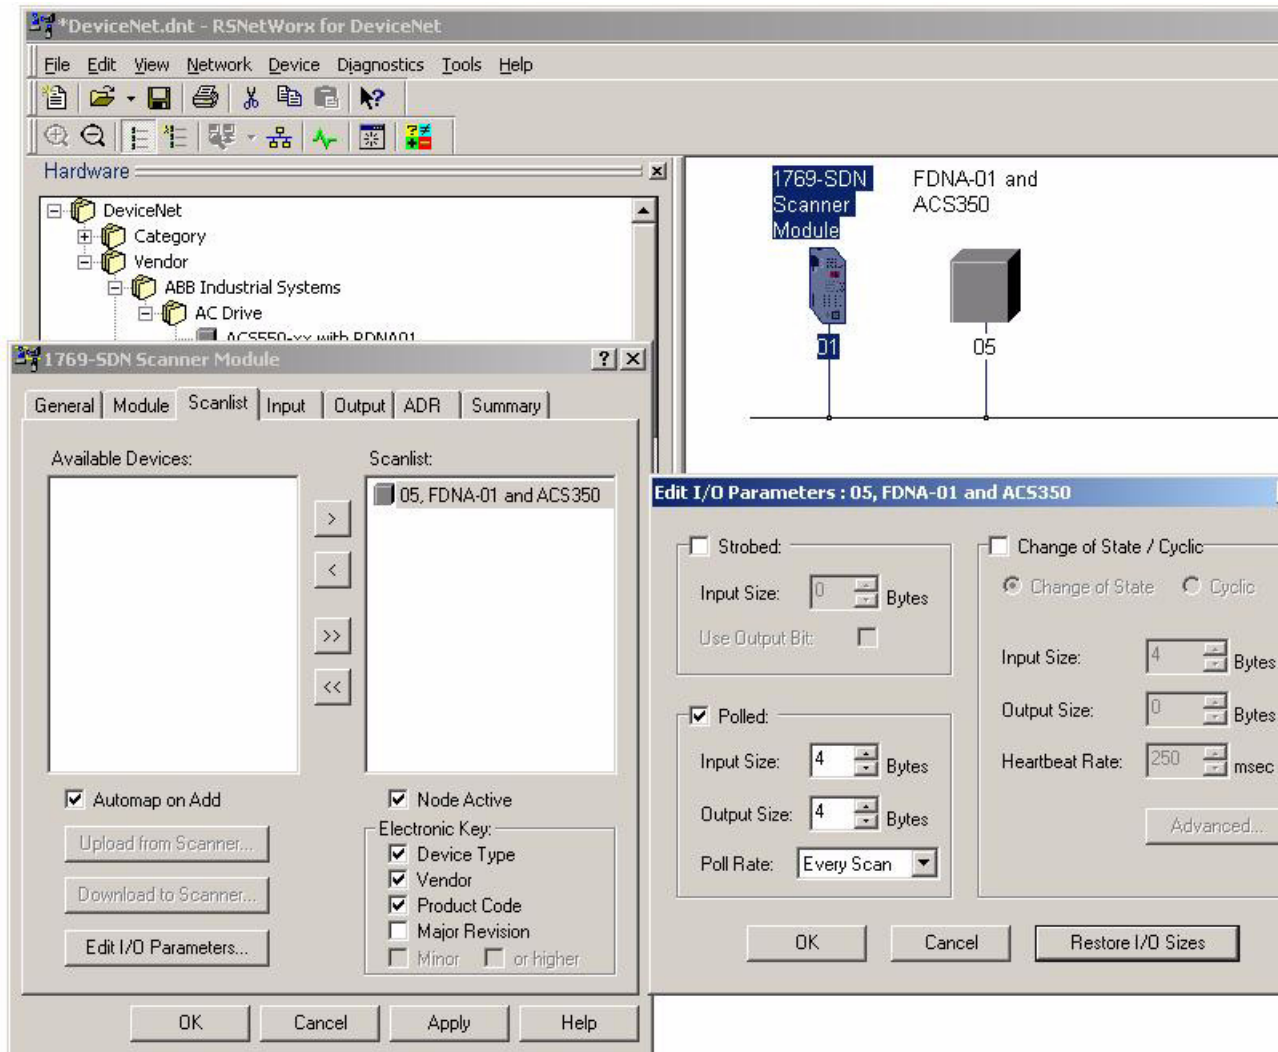 *DeviceNet.dnt - RSNetWorx for DeviceNet
File Edit View Network Device Diagnostics Tools Help
Hardware
DeviceNet
Category
Vendor
ABB Industrial Systems
AC Drive
ACS550-xx with RDNA01
1769-SDN
Scanner
Module
FDNA-01 and
ACS350
01
05
1769-SDN Scanner Module
General Module Scanlist Input Output ADR Summary
Available Devices:
Scanlist:
05, FDNA-01 and ACS350
>
<
>>
<<
Automap on Add
Upload from Scanner...
Download to Scanner...
Edit I/O Parameters...
Node Active
Electronic Key:
Device Type
Vendor
Product Code
Major Revision
Minor or higher
OK Cancel Apply Help
Edit I/O Parameters : 05, FDNA-01 and ACS350
Strobed:
Input Size: 0 Bytes
Use Output Bit:
Polled:
Input Size: 4 Bytes
Output Size: 4 Bytes
Poll Rate: Every Scan
Change of State / Cyclic
Change of State Cyclic
Input Size: 4 Bytes
Output Size: 0 Bytes
Heartbeat Rate: 250 msec
Advanced...
OK Cancel Restore I/O Sizes